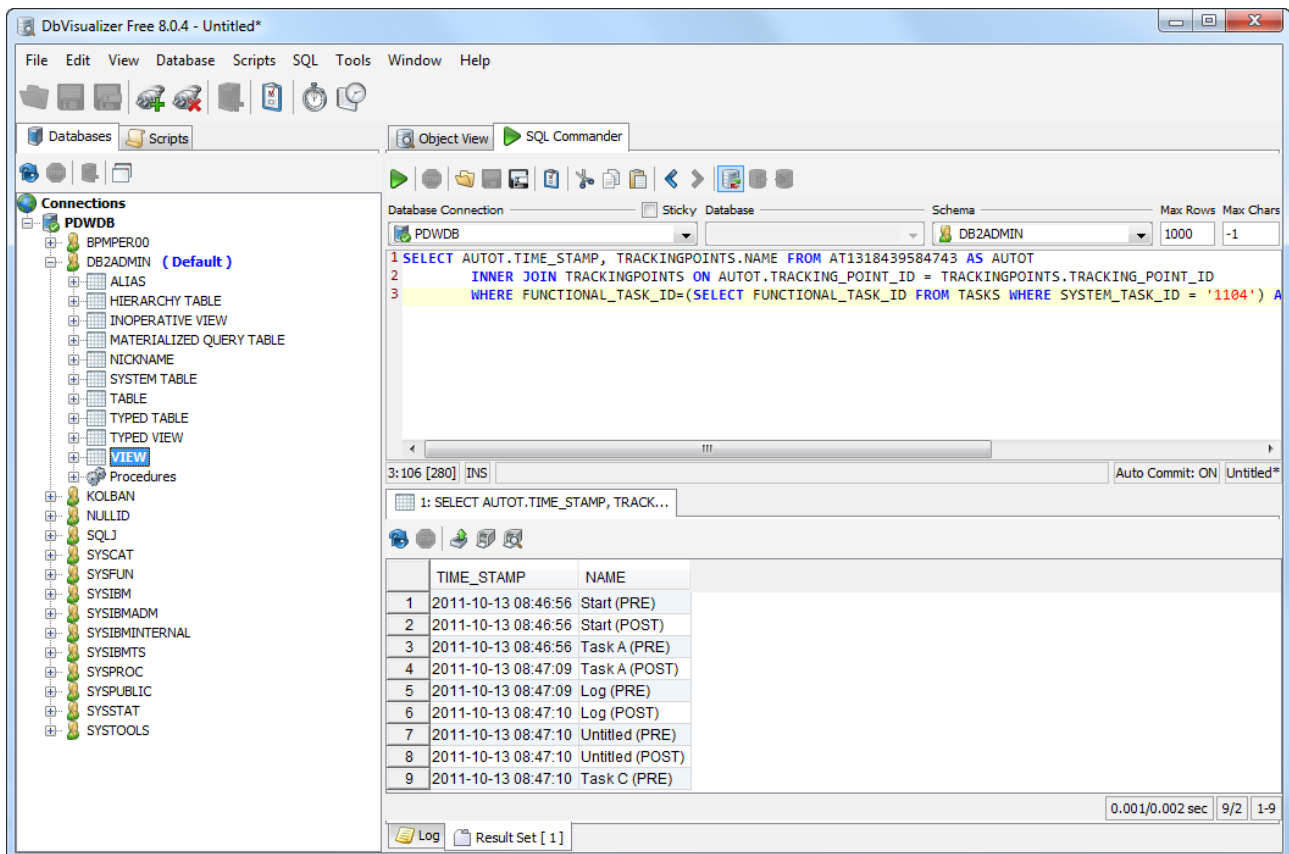 DbVisualizer Free 8.0.4 - Untitled*
File Edit View Database Scripts SQL Tools Window Help
Databases Scripts
Connections
PDWDB
BPMPER00
DB2ADMIN (Default)
ALIAS
HIERARCHY TABLE
INOPERATIVE VIEW
MATERIALIZED QUERY TABLE
NICKNAME
SYSTEM TABLE
TABLE
TYPED TABLE
TYPED VIEW
VIEW
Procedures
KOLBAN
NULLID
SQLJ
SYSCAT
SYSFUN
SYSIBM
SYSIBMADM
SYSIBMINTERNAL
SYSIBMTS
SYSPROC
SYSPUBLIC
SYSSTAT
SYSTOOLS
Object View SQL Commander
Database Connection Sticky Database Schema Max Rows Max Chars
PDWDB DB2ADMIN 1000 -1
1 SELECT AUTOT.TIME_STAMP, TRACKINGPOINTS.NAME FROM AT1318439584743 AS AUTOT
2 INNER JOIN TRACKINGPOINTS ON AUTOT.TRACKING_POINT_ID = TRACKINGPOINTS.TRACKING_POINT_ID
3 WHERE FUNCTIONAL_TASK_ID=(SELECT FUNCTIONAL_TASK_ID FROM TASKS WHERE SYSTEM_TASK_ID = '1104') A
3:106 [280] INS Auto Commit: ON Untitled*
1: SELECT AUTOT.TIME_STAMP, TRACK...
TIME_STAMP NAME
1 2011-10-13 08:46:56 Start (PRE)
2 2011-10-13 08:46:56 Start (POST)
3 2011-10-13 08:46:56 Task A (PRE)
4 2011-10-13 08:47:09 Task A (POST)
5 2011-10-13 08:47:09 Log (PRE)
6 2011-10-13 08:47:10 Log (POST)
7 2011-10-13 08:47:10 Untitled (PRE)
8 2011-10-13 08:47:10 Untitled (POST)
9 2011-10-13 08:47:10 Task C (PRE)
0.001/0.002 sec 9/2 1-9
Log Result Set [ 1 ]